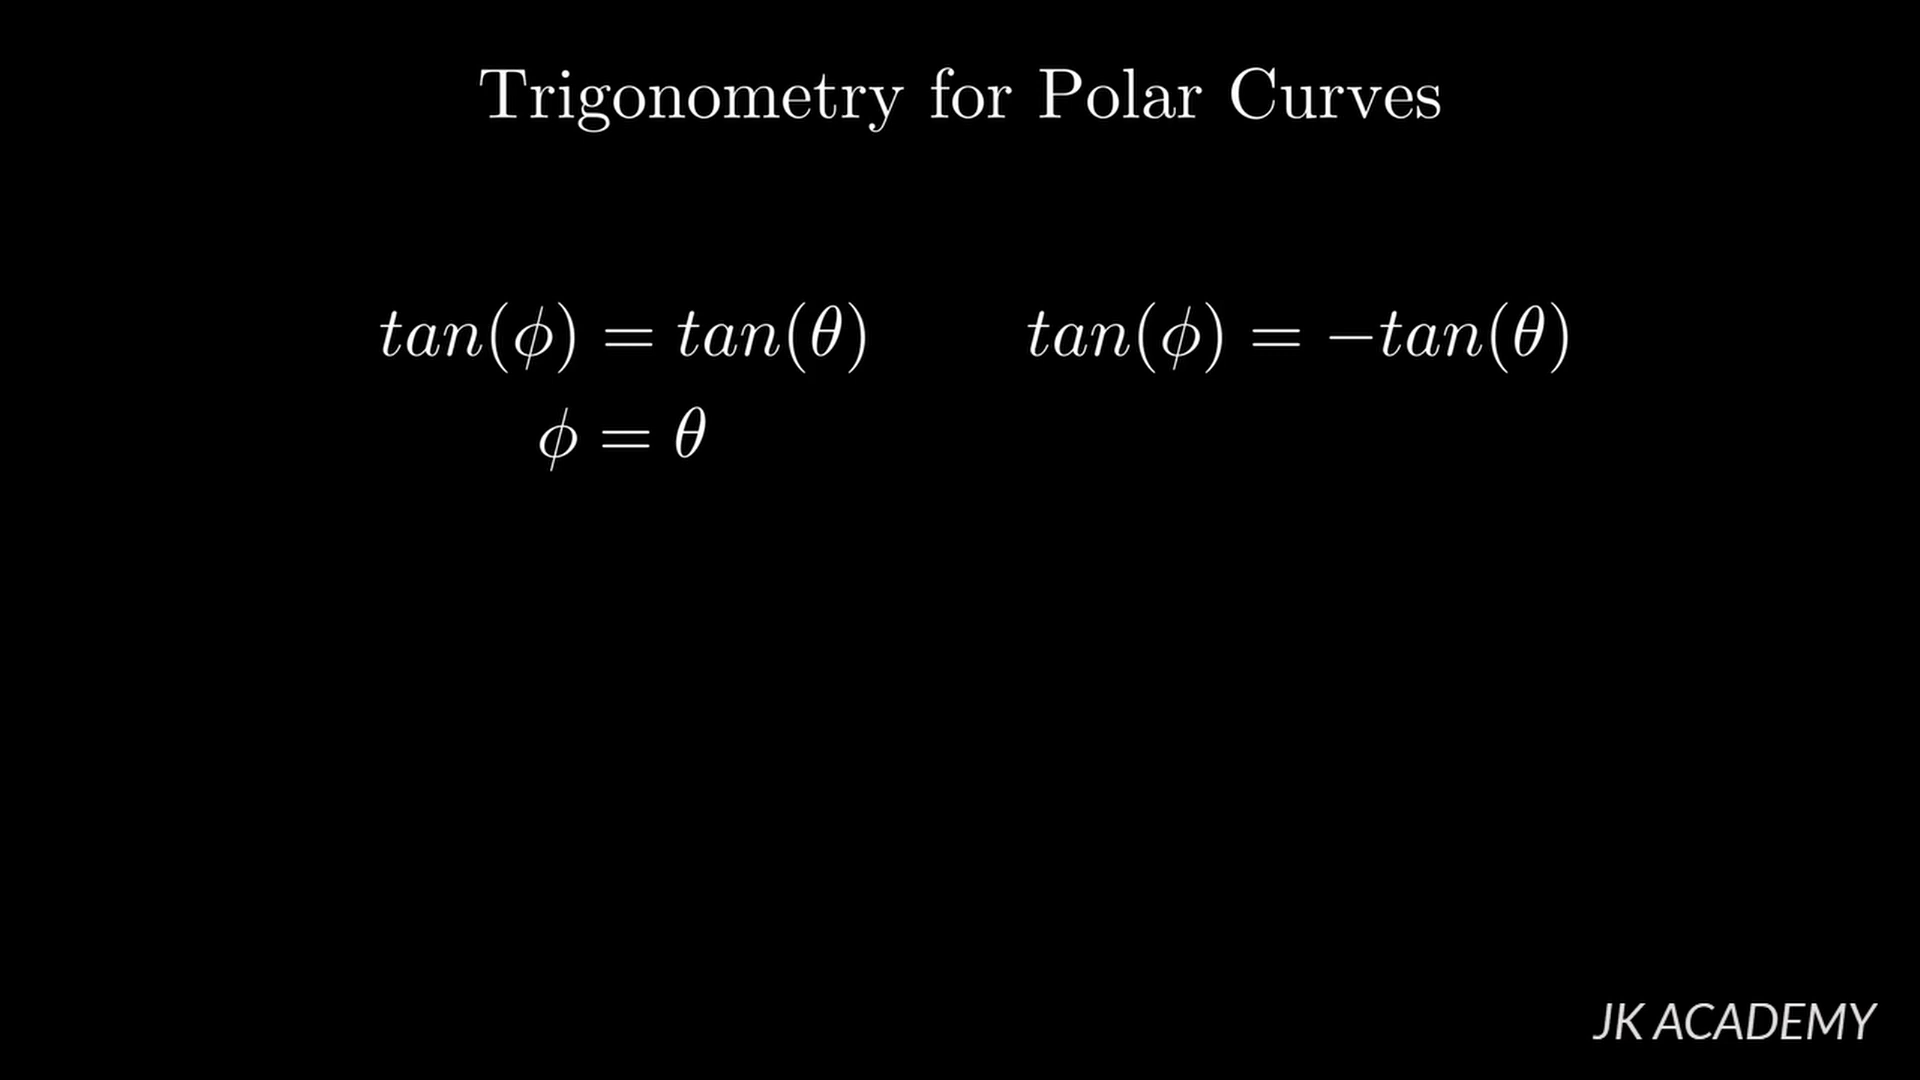 Trigonometry for Polar Curves
tan(ϕ) = tan(θ)
ϕ = θ
tan(ϕ) = −tan(θ)
JK ACADEMY